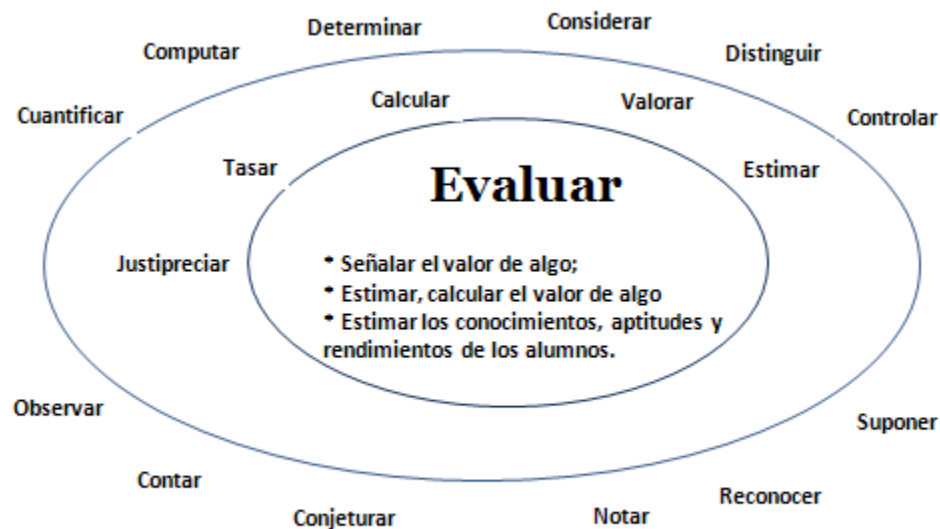 Considerar
Determinar
Computar
Distinguir
Calcular
Valorar
Cuantificar
Controlar
Tasar
Evaluar
Estimar
Justipreciar
* Señalar el valor de algo;
* Estimar, calcular el valor de algo
* Estimar los conocimientos, aptitudes y
rendimientos de los alumnos.
Observar
Suponer
Contar
Reconocer
Conjeturar
Notar